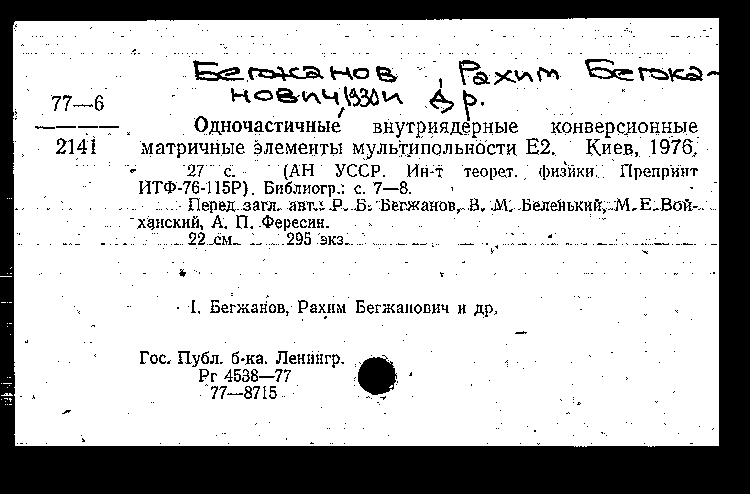 Бегжанов, Рахим Бегжа-
нович, 1930 и др.
77—6
2141
Одночастичные внутриядерные конверсионные
матричные элементы мультипольности Е2. Киев, 1976.
27 с. (АН УССР. Ин-т теорет. физики. Препринт
ИТФ-76-115Р). Библиогр.: с. 7—8.
Перед загл. авт.: Р. Б. Бегжанов, В. М. Беленький, М. Е. Вой-
ханский, А. П. Фересин.
22 см. 295 экз.
I. Бегжанов, Рахим Бегжанович и др.
Гос. Публ. б-ка. Ленингр.
Рг 4538—77
77—8715